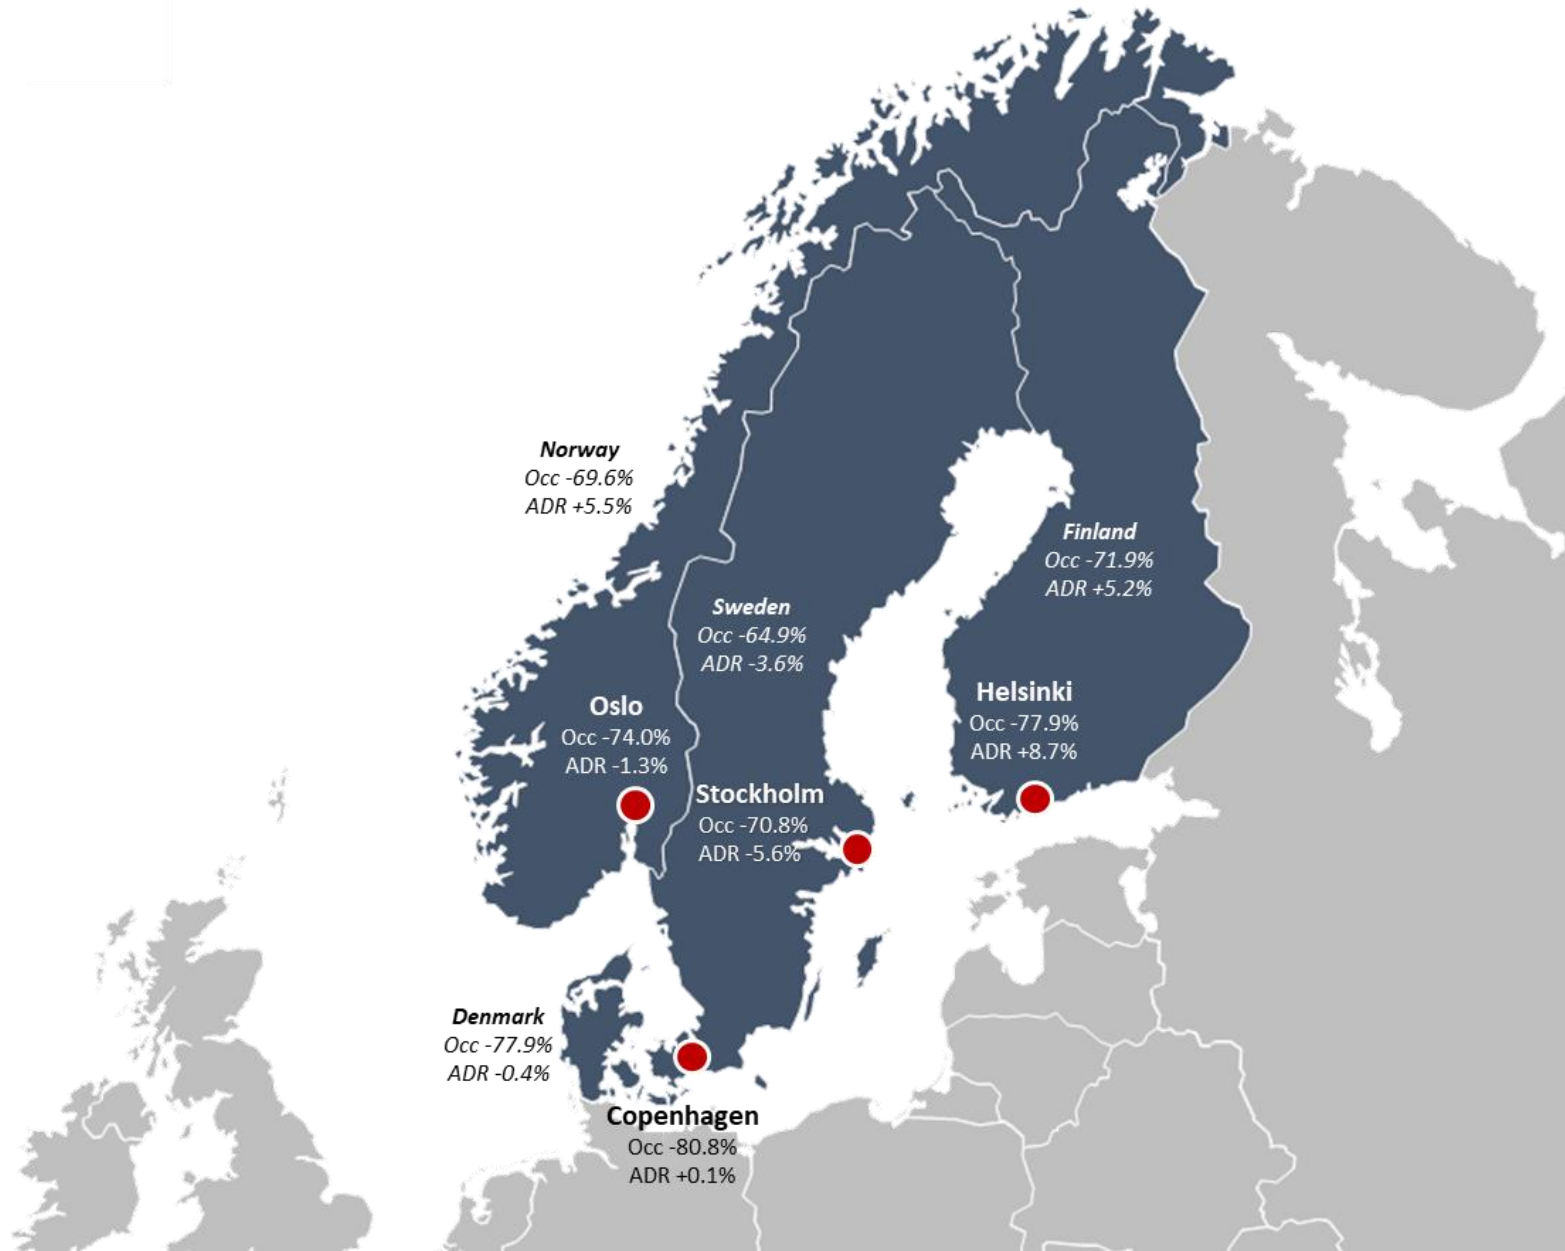 Norway
Occ -69.6%
ADR +5.5%
Finland
Occ -71.9%
ADR +5.2%
Sweden
Occ -64.9%
ADR -3.6%
Oslo
Occ -74.0%
ADR -1.3%
Helsinki
Occ -77.9%
ADR +8.7%
Stockholm
Occ -70.8%
ADR -5.6%
Denmark
Occ -77.9%
ADR -0.4%
Copenhagen
Occ -80.8%
ADR +0.1%